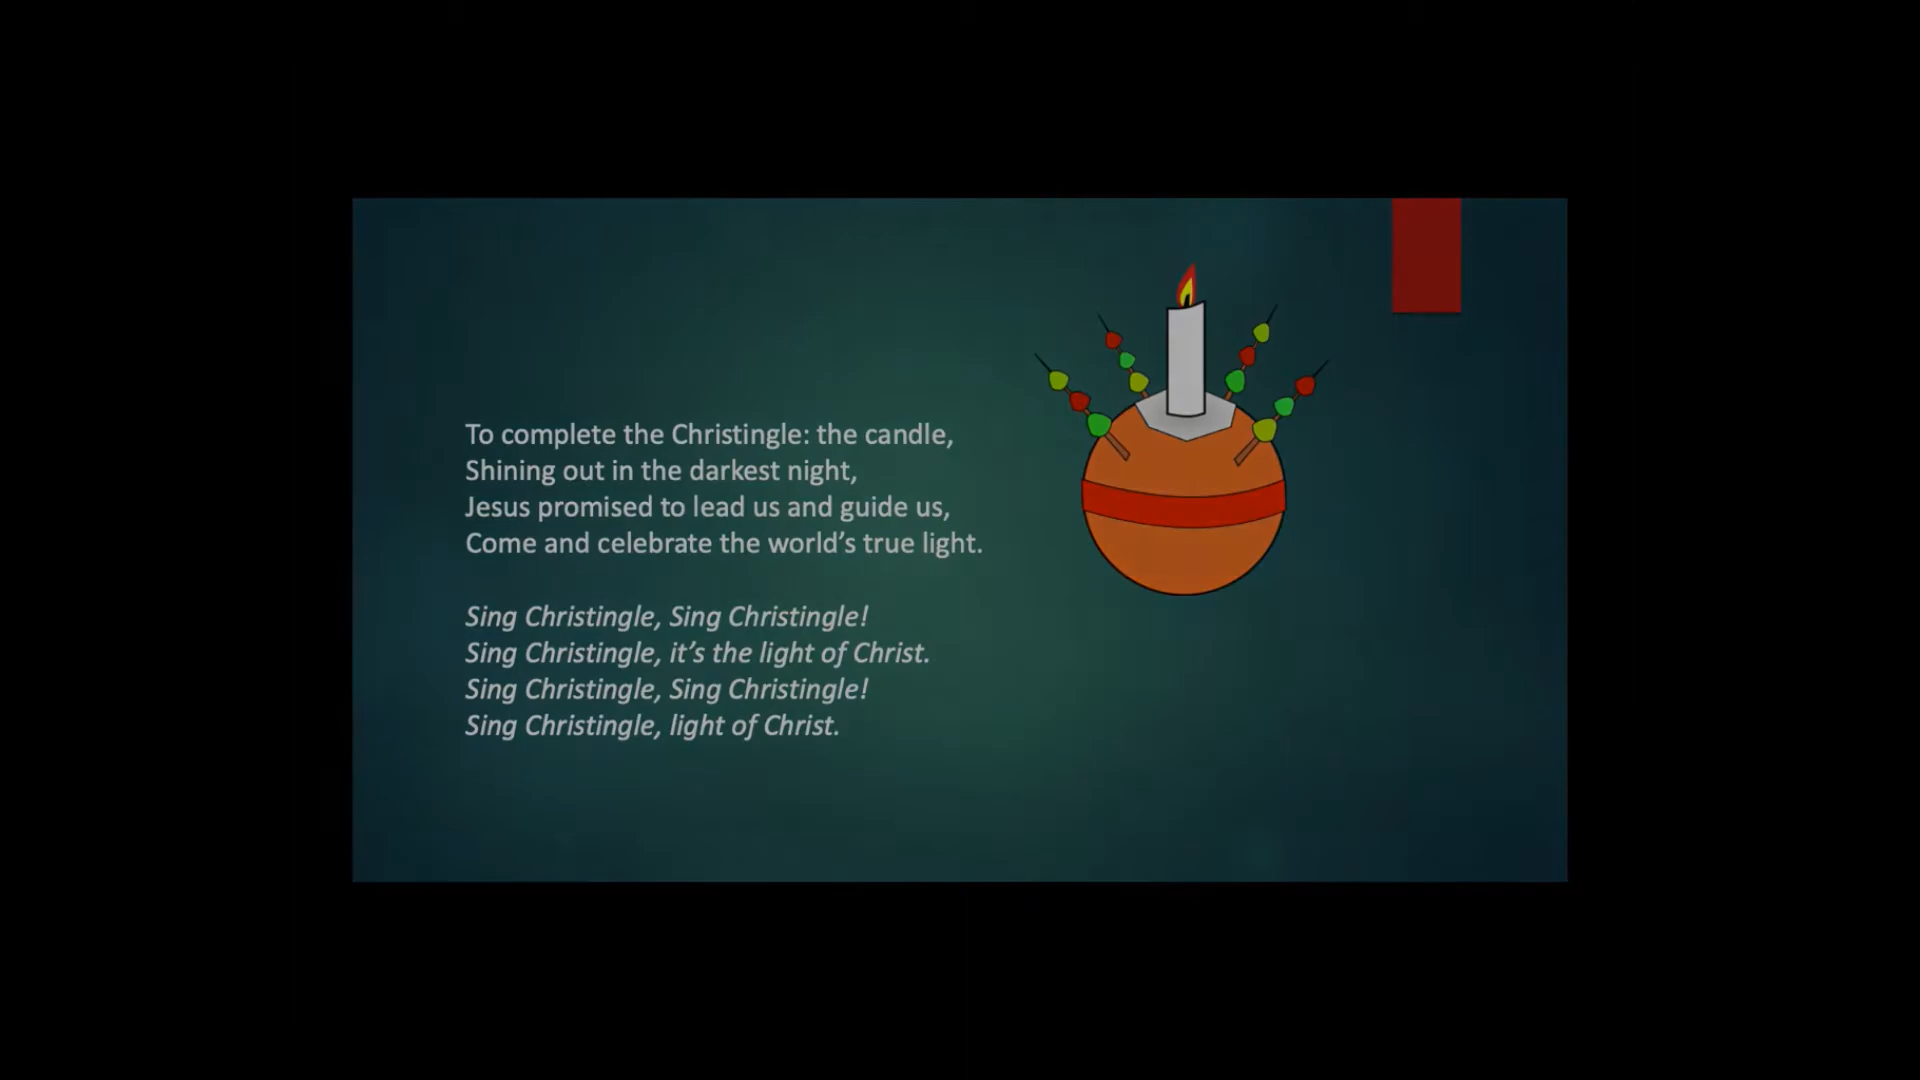 To complete the Christingle: the candle,
Shining out in the darkest night,
Jesus promised to lead us and guide us,
Come and celebrate the world’s true light.
Sing Christingle, Sing Christingle!
Sing Christingle, it’s the light of Christ.
Sing Christingle, Sing Christingle!
Sing Christingle, light of Christ.